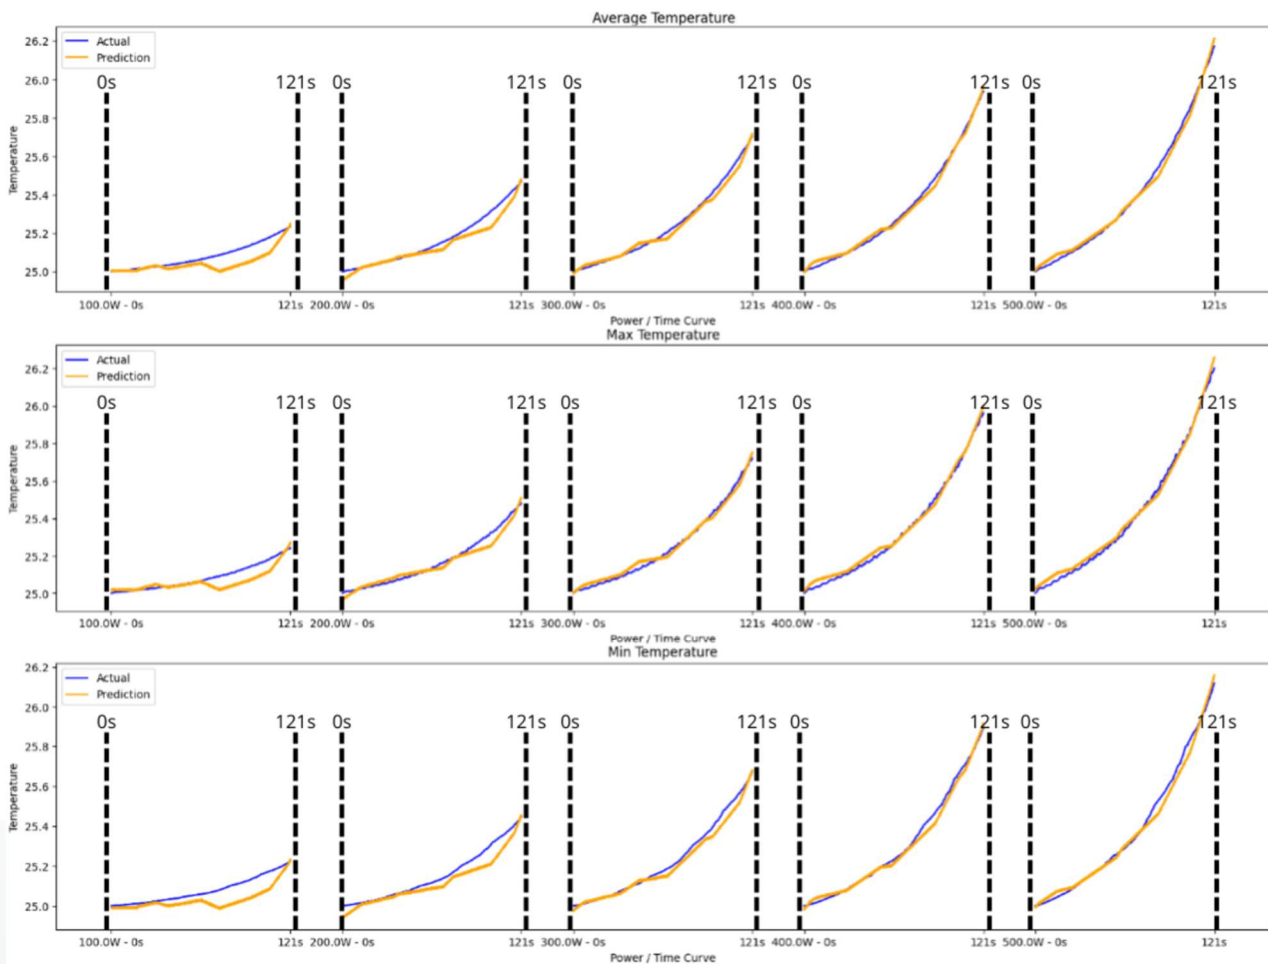 Average Temperature
Actual
Prediction
0s 121s 0s 121s 0s 121s 0s 121s 0s 121s
26.2
26.0
25.8
25.6
25.4
25.2
25.0
Temperature
100.0W - 0s 121s 200.0W - 0s 121s 300.0W - 0s 121s 400.0W - 0s 121s 500.0W - 0s 121s
Power / Time Curve
Max Temperature
Actual
Prediction
0s 121s 0s 121s 0s 121s 0s 121s 0s 121s
26.2
26.0
25.8
25.6
25.4
25.2
25.0
Temperature
100.0W - 0s 121s 200.0W - 0s 121s 300.0W - 0s 121s 400.0W - 0s 121s 500.0W - 0s 121s
Power / Time Curve
Min Temperature
Actual
Prediction
0s 121s 0s 121s 0s 121s 0s 121s 0s 121s
26.2
26.0
25.8
25.6
25.4
25.2
25.0
Temperature
100.0W - 0s 121s 200.0W - 0s 121s 300.0W - 0s 121s 400.0W - 0s 121s 500.0W - 0s 121s
Power / Time Curve